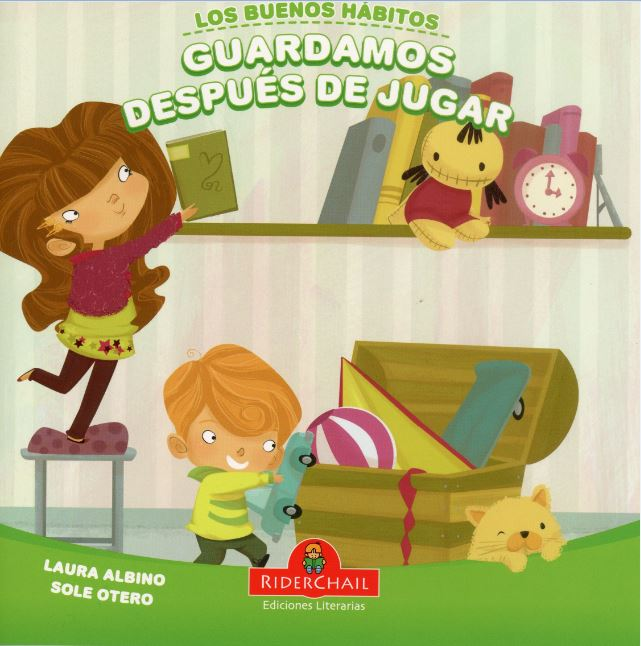 LOS BUENOS HÁBITOS
GUARDAMOS
DESPUÉS DE JUGAR
LAURA ALBINO
SOLE OTERO
RIDERCHAIL
Ediciones Literarias